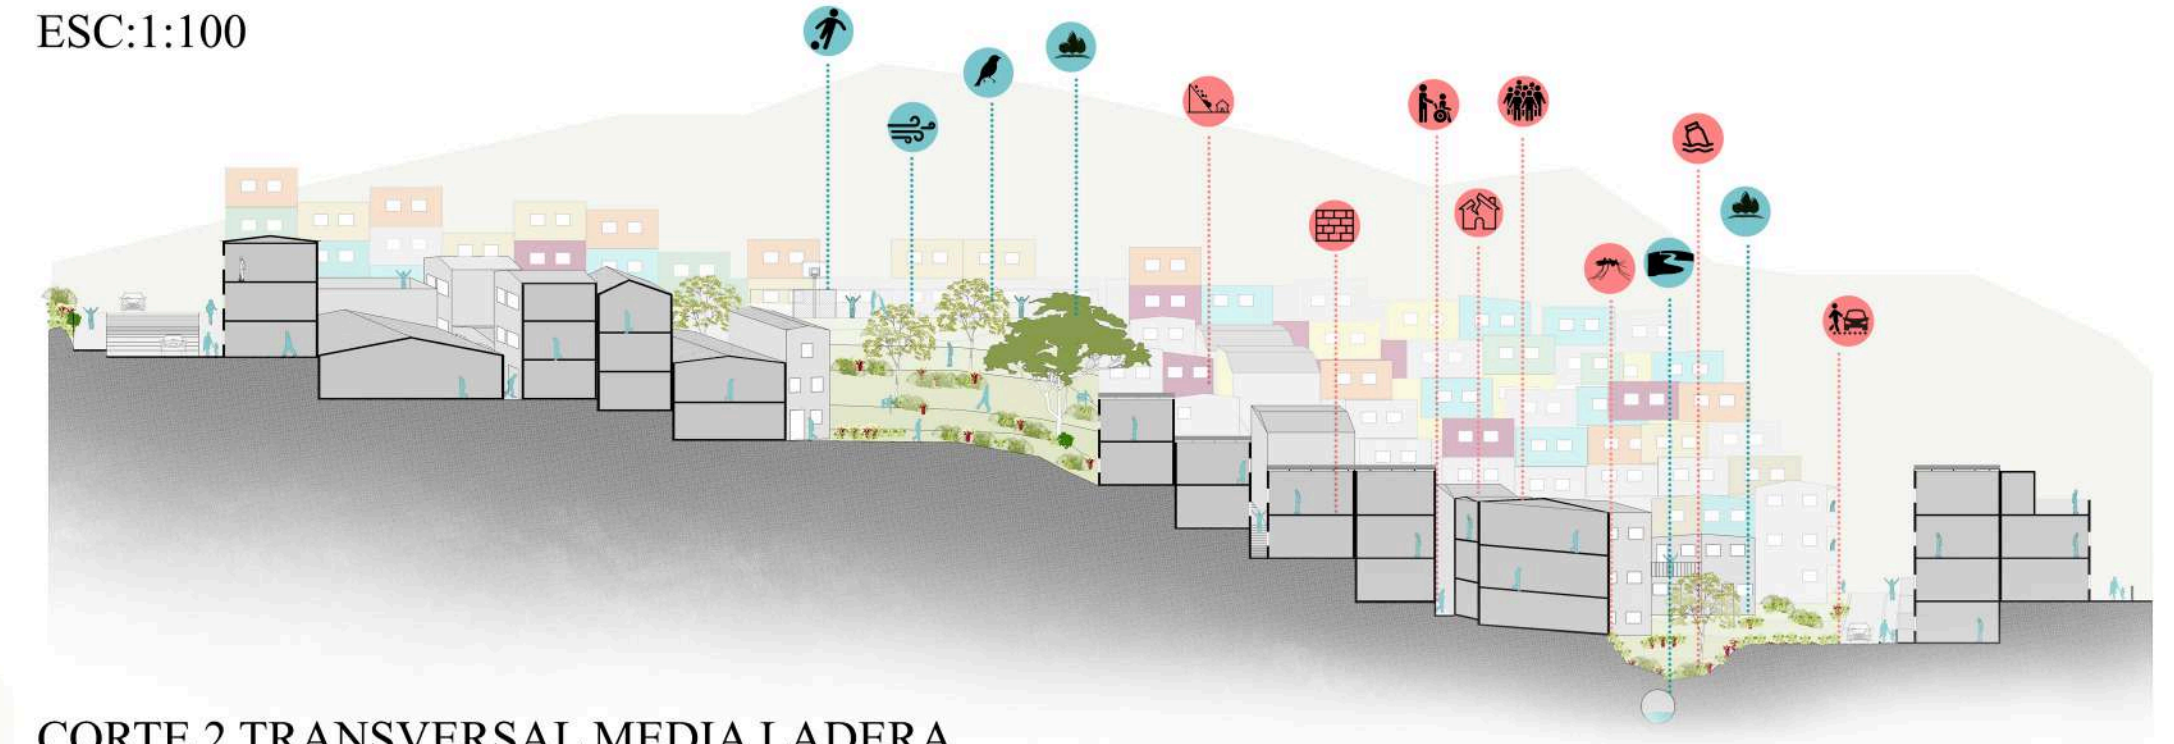 ESC:1:100
CORTE 2 TRANSVERSAL MEDIA LADERA